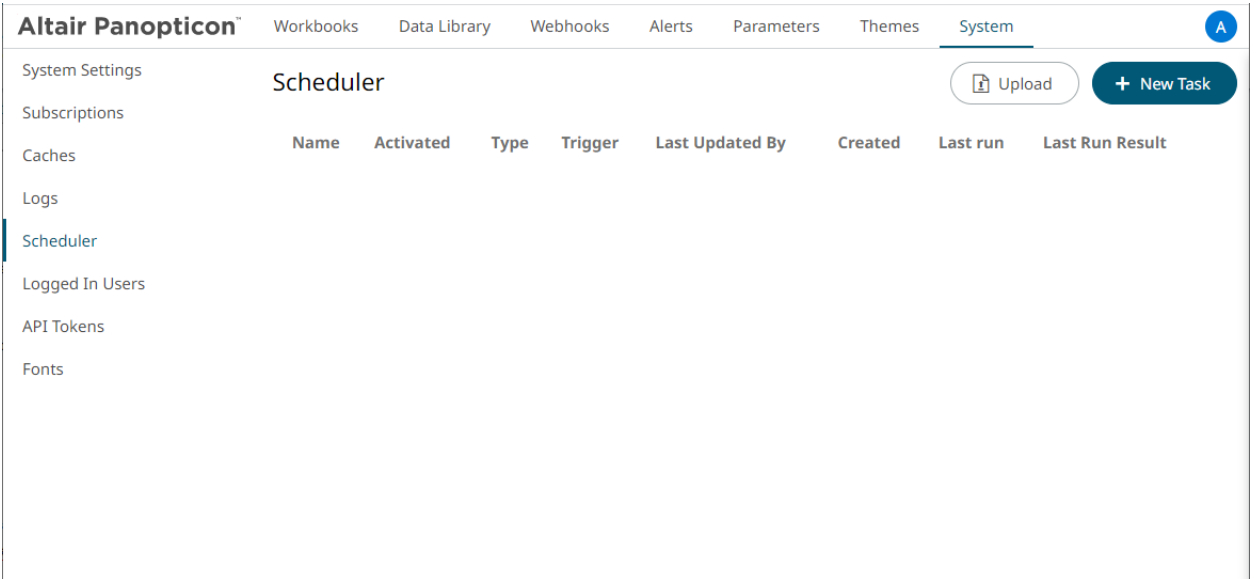 Altair Panopticon™ Workbooks Data Library Webhooks Alerts Parameters Themes System A
System Settings
Subscriptions
Caches
Logs
Scheduler
Logged In Users
API Tokens
Fonts
Scheduler Upload + New Task
Name Activated Type Trigger Last Updated By Created Last run Last Run Result